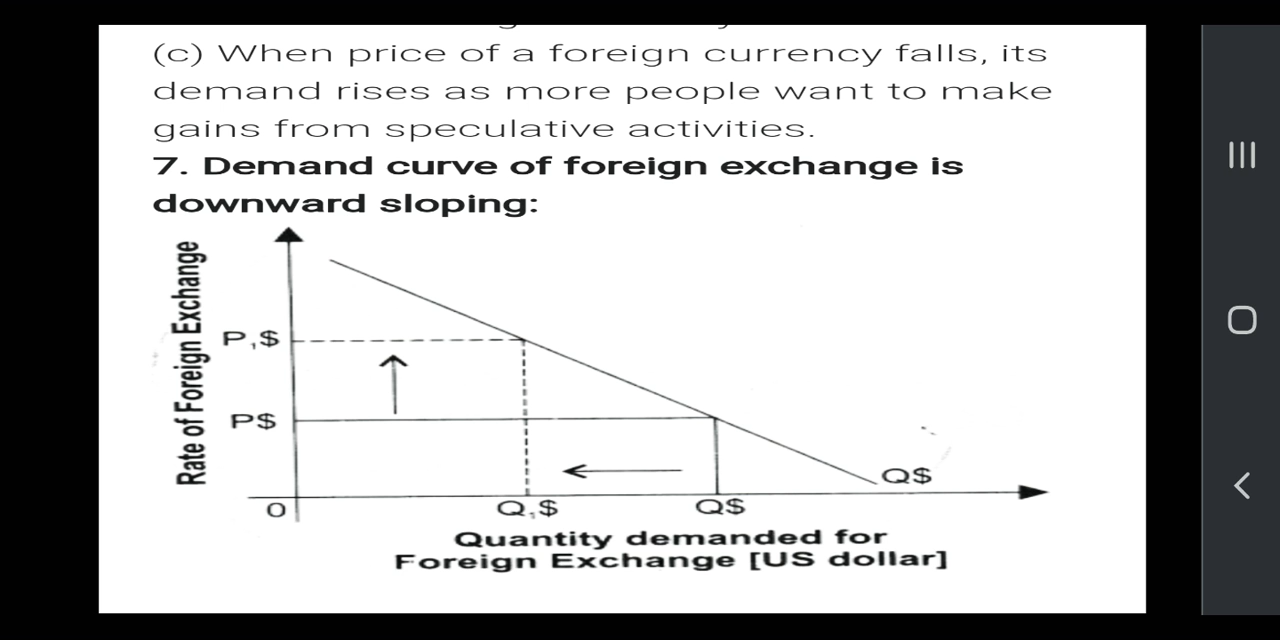 (c) When price of a foreign currency falls, its
demand rises as more people want to make
gains from speculative activities.
7. Demand curve of foreign exchange is
downward sloping:
Rate of Foreign Exchange
P₁$
P$
Q$
O
Q₁$
Q$
Quantity demanded for
Foreign Exchange [US dollar]